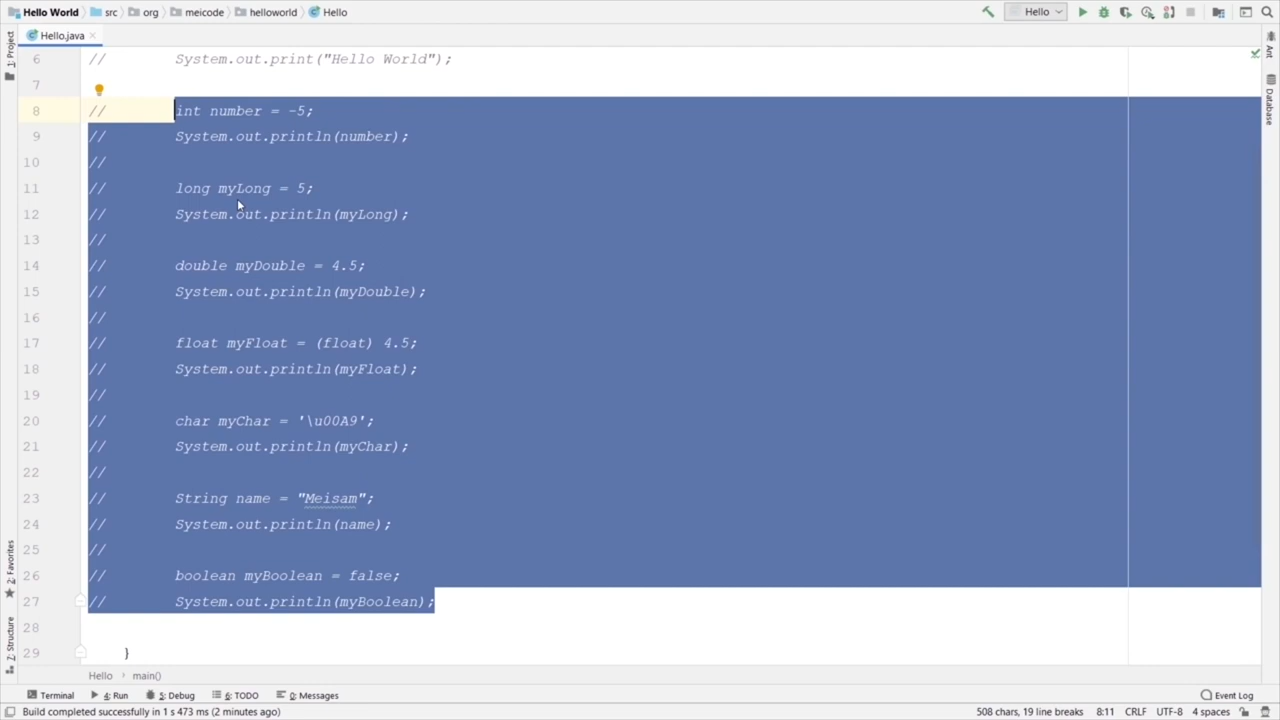 Hello World src org meicode helloworld Hello Hello
Hello.java
1: Project
Ant
Database
6 // System.out.print("Hello World");
7
8 // int number = -5;
9 // System.out.println(number);
10 //
11 // long myLong = 5;
12 // System.out.println(myLong);
13 //
14 // double myDouble = 4.5;
15 // System.out.println(myDouble);
16 //
17 // float myFloat = (float) 4.5;
18 // System.out.println(myFloat);
19 //
20 // char myChar = '\u00A9';
21 // System.out.println(myChar);
22 //
23 // String name = "Meisam";
24 // System.out.println(name);
25 //
26 // boolean myBoolean = false;
27 // System.out.println(myBoolean);
28
29 }
2: Favorites
7: Structure
Hello main()
Terminal 4: Run 5: Debug 6: TODO 0: Messages Event Log
Build completed successfully in 1 s 473 ms (2 minutes ago) 508 chars, 19 line breaks 8:11 CRLF UTF-8 4 spaces